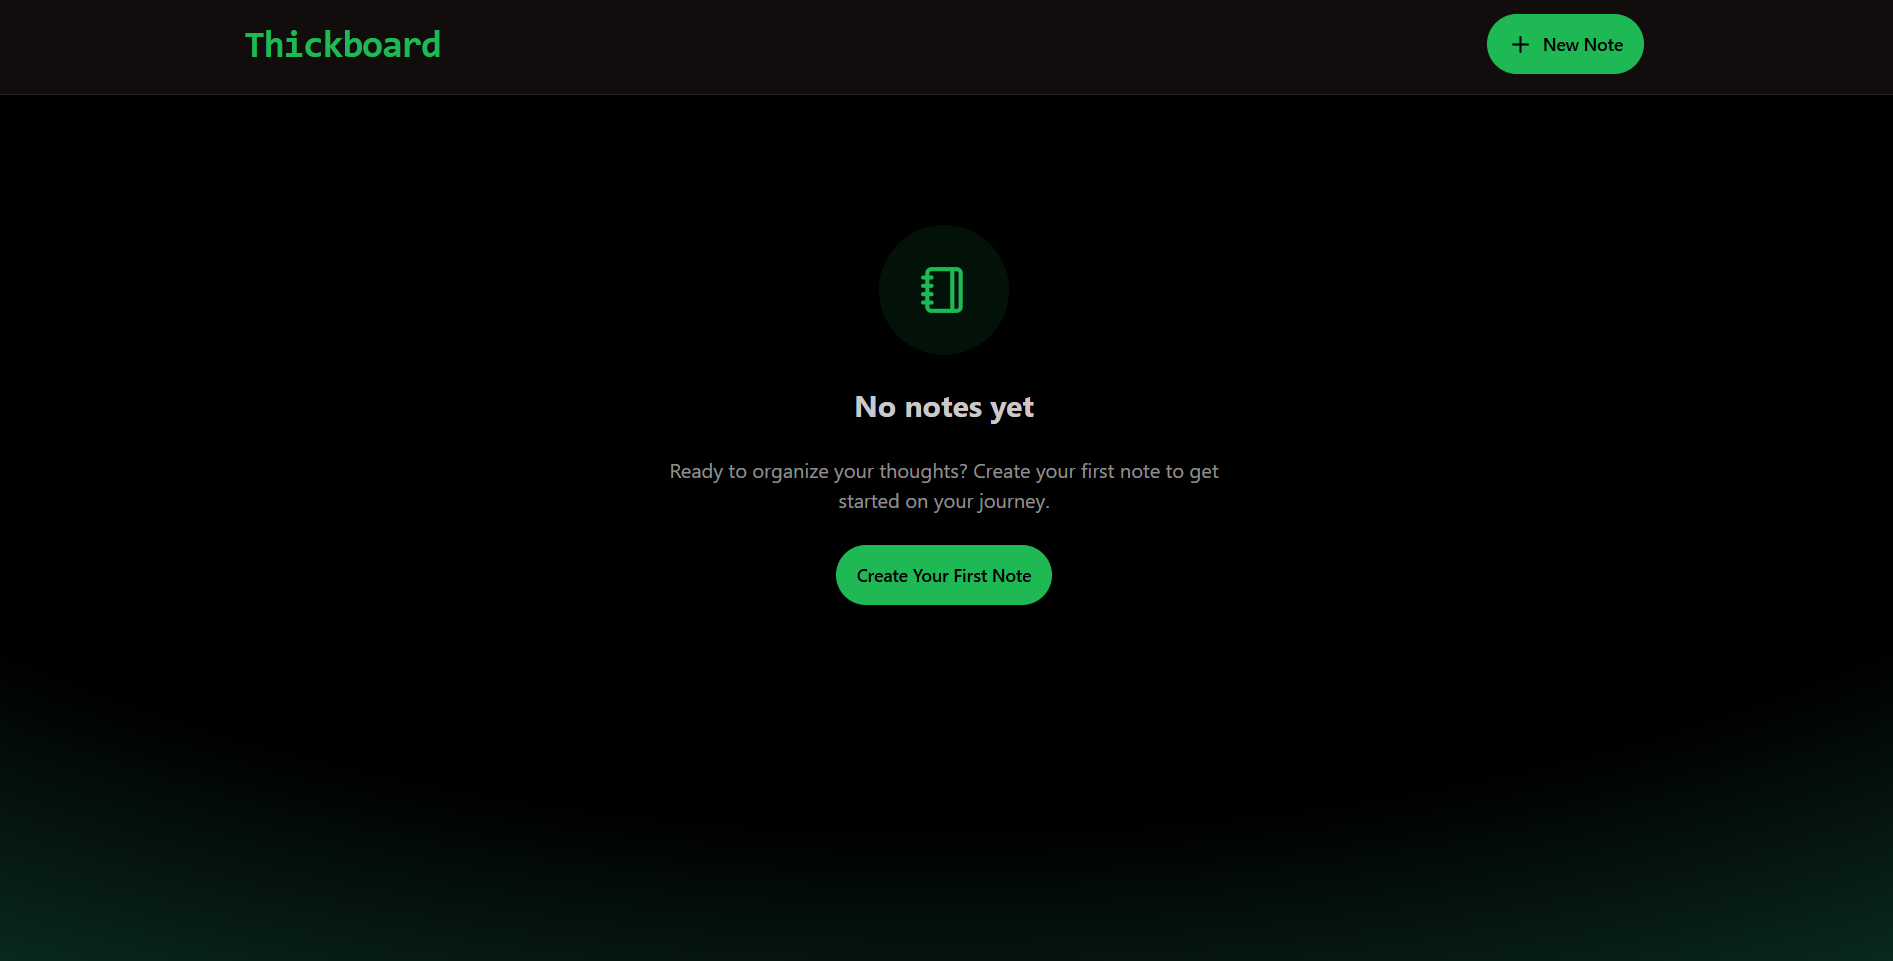 Thickboard
New Note
No notes yet
Ready to organize your thoughts? Create your first note to get
started on your journey.
Create Your First Note